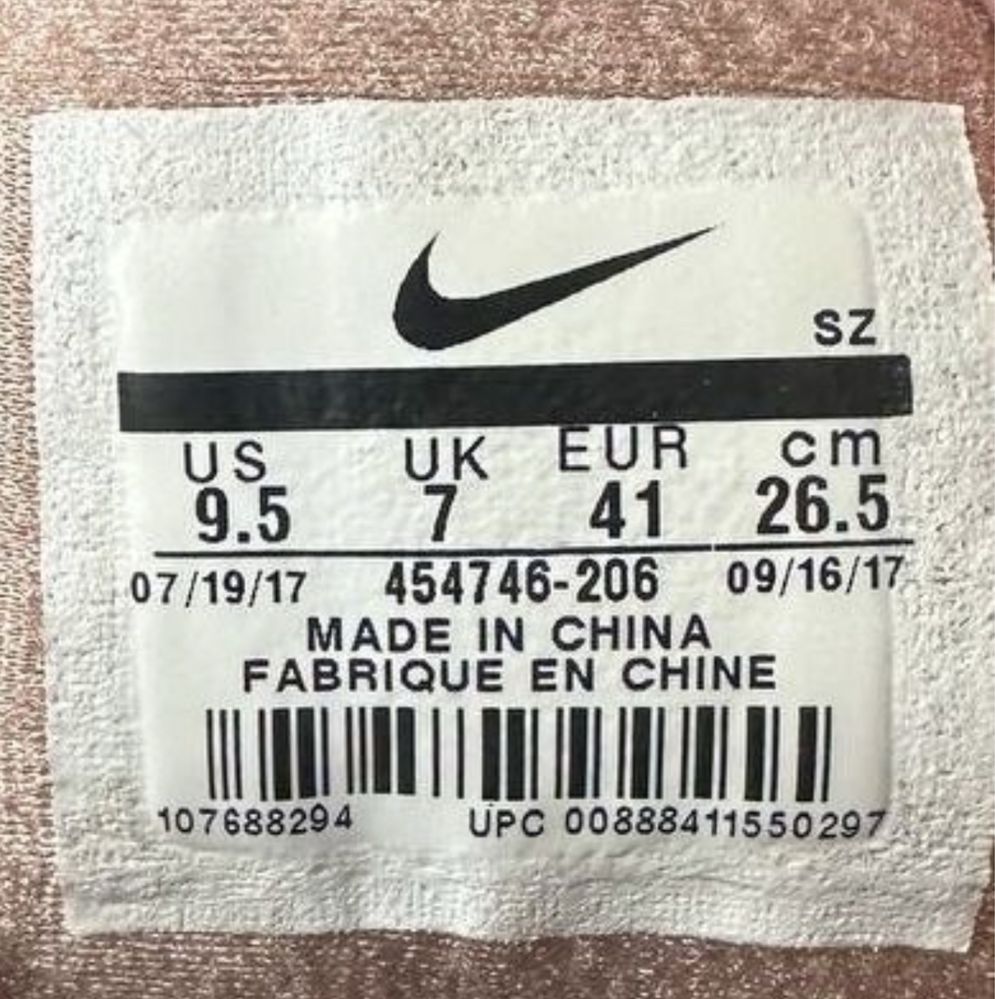 SZ
US UK EUR cm
9.5 7 41 26.5
07/19/17 454746-206 09/16/17
MADE IN CHINA
FABRIQUE EN CHINE
107688294 UPC 00888411550297